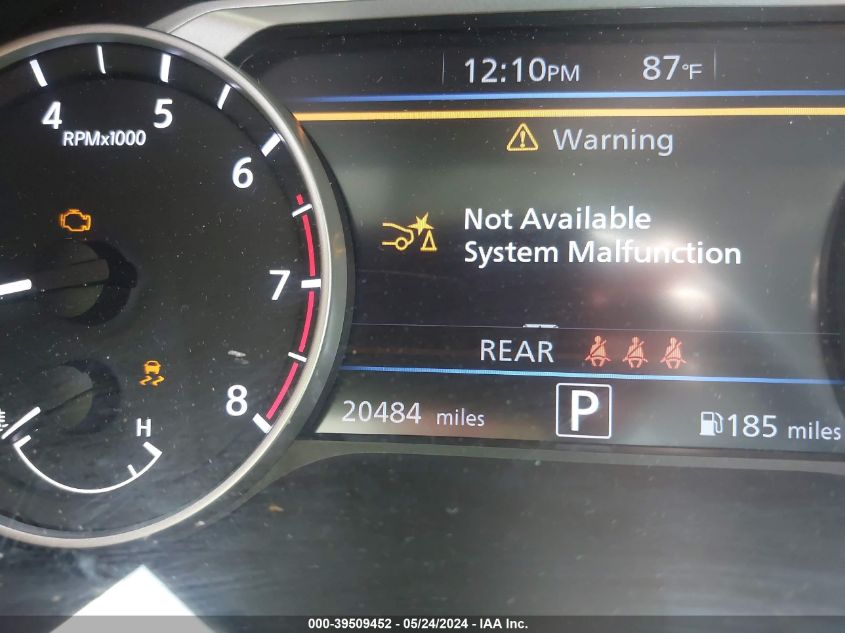 12:10PM 87°F
4 5 6 7 8
RPMx1000
Warning
Not Available
System Malfunction
REAR
H
20484 miles P 185 miles
000-39509452 - 05/24/2024 - IAA Inc.